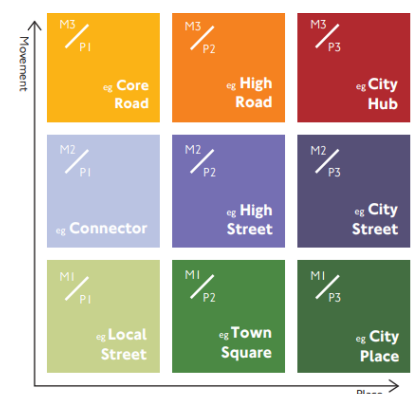 Movement
M3/P1
eg Core
Road
M3/P2
eg High
Road
M3/P3
eg City
Hub
M2/P1
eg Connector
M2/P2
eg High
Street
M2/P3
eg City
Street
M1/P1
eg Local
Street
M1/P2
eg Town
Square
M1/P3
eg City
Place
Place